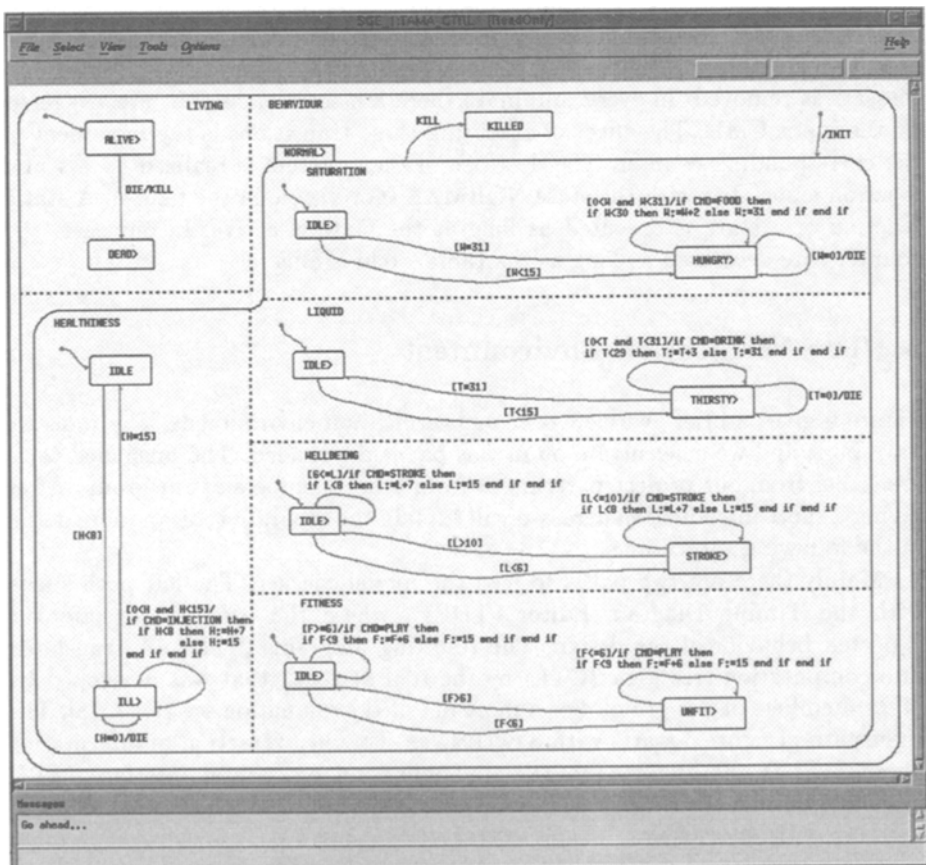 SGE_TAMA_CTRL [ReadOnly]
File Select View Tools Options Help
LIVING
ALIVE>
DIE/KILL
DEAD>
BEHAVIOUR
NORMAL>
KILL
KILLED
/INIT
SATURATION
IDLE>
[W=31]
[W<15]
[0<W and W<31]/if CMD=FOOD then
if W<30 then W:=W+2 else W:=31 end if end if
HUNGRY>
[W=0]/DIE
HEALTHINESS
IDLE
[H=15]
[H<8]
[0<H and H<15]/
if CMD=INJECTION then
if H<8 then H:=H+7
else H:=15
end if end if
ILL>
[H=0]/DIE
LIQUID
IDLE>
[T=31]
[T<15]
[0<T and T<31]/if CMD=DRINK then
if T<29 then T:=T+3 else T:=31 end if end if
THIRSTY>
[T=0]/DIE
WELLBEING
[6<=L]/if CMD=STROKE then
if L<8 then L:=L+7 else L:=15 end if end if
IDLE>
[L>10]
[L<6]
[L<=10]/if CMD=STROKE then
if L<8 then L:=L+7 else L:=15 end if end if
STROKE>
FITNESS
[F>=6]/if CMD=PLAY then
if F<9 then F:=F+6 else F:=15 end if end if
IDLE>
[F>6]
[F<6]
[F<=6]/if CMD=PLAY then
if F<9 then F:=F+6 else F:=15 end if end if
UNFIT>
Messages
Go ahead...